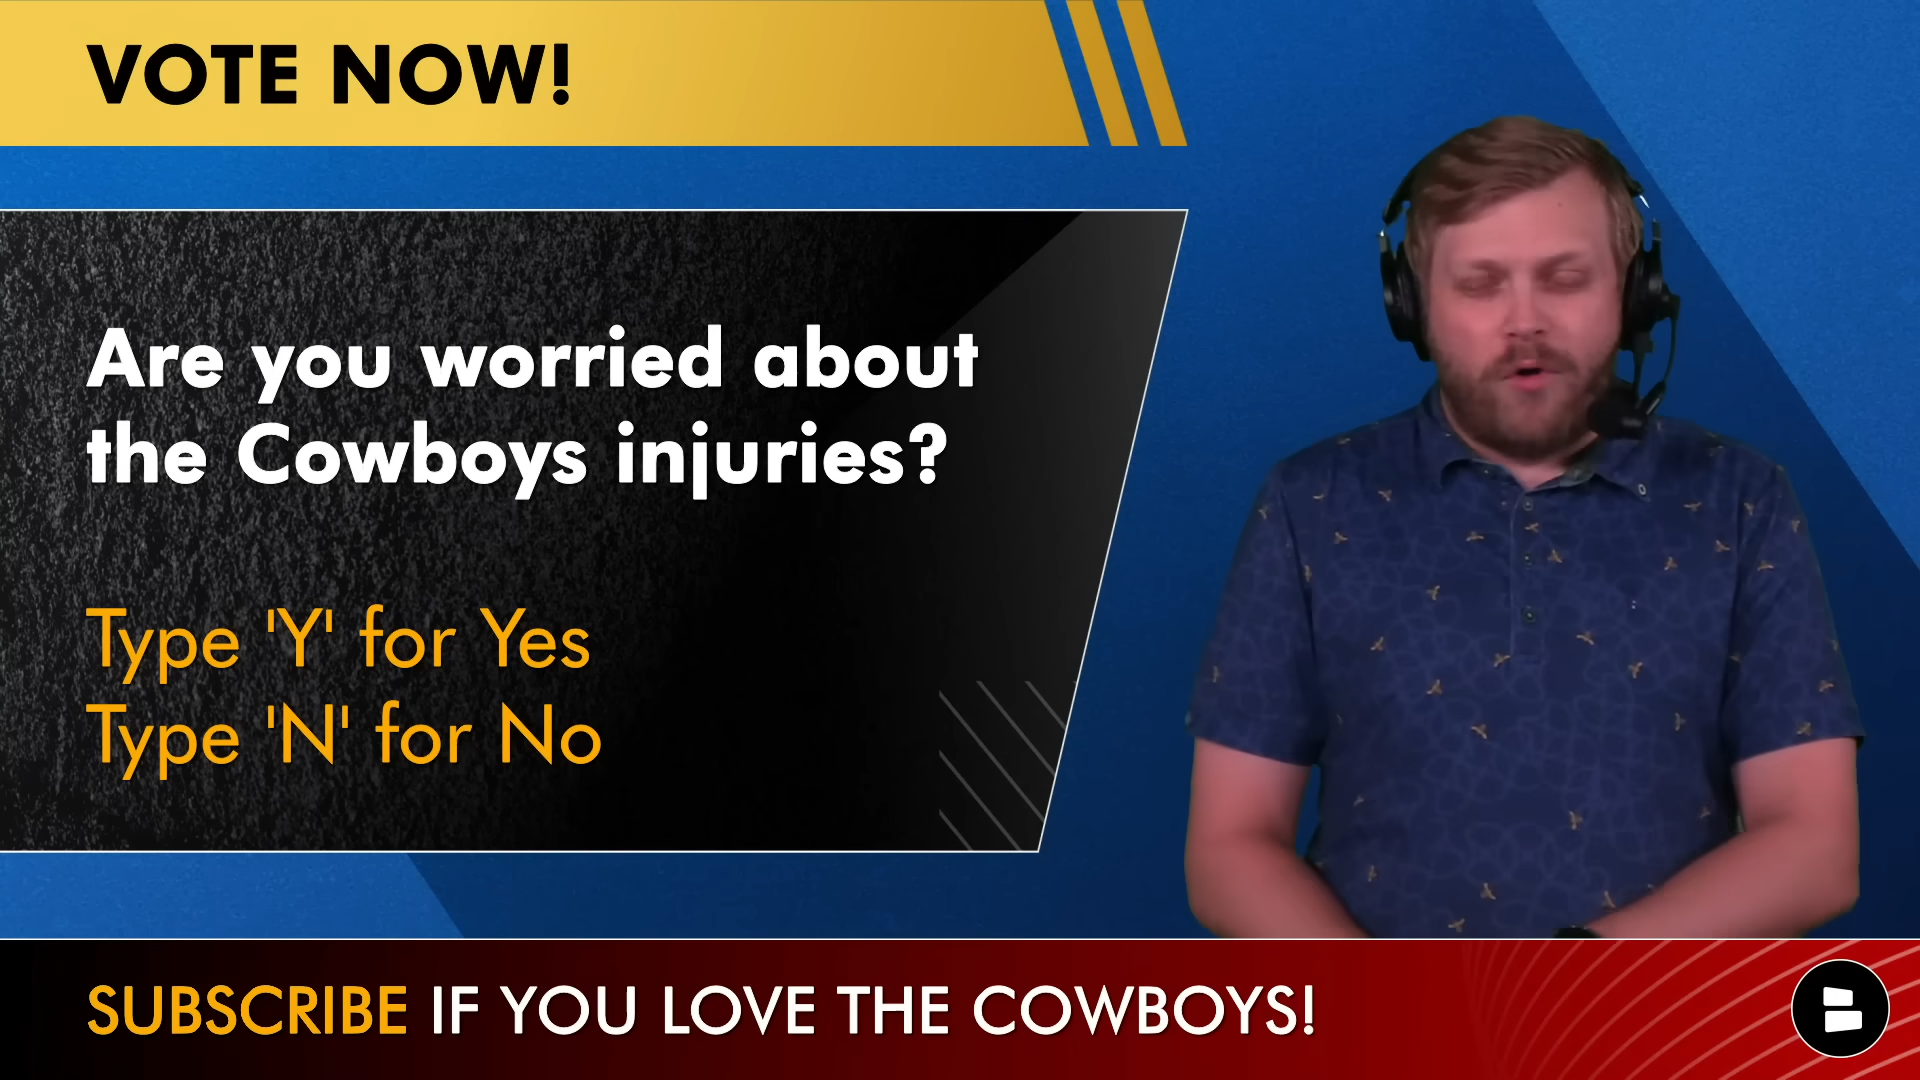 VOTE NOW!
Are you worried about
the Cowboys injuries?
Type 'Y' for Yes
Type 'N' for No
SUBSCRIBE IF YOU LOVE THE COWBOYS!